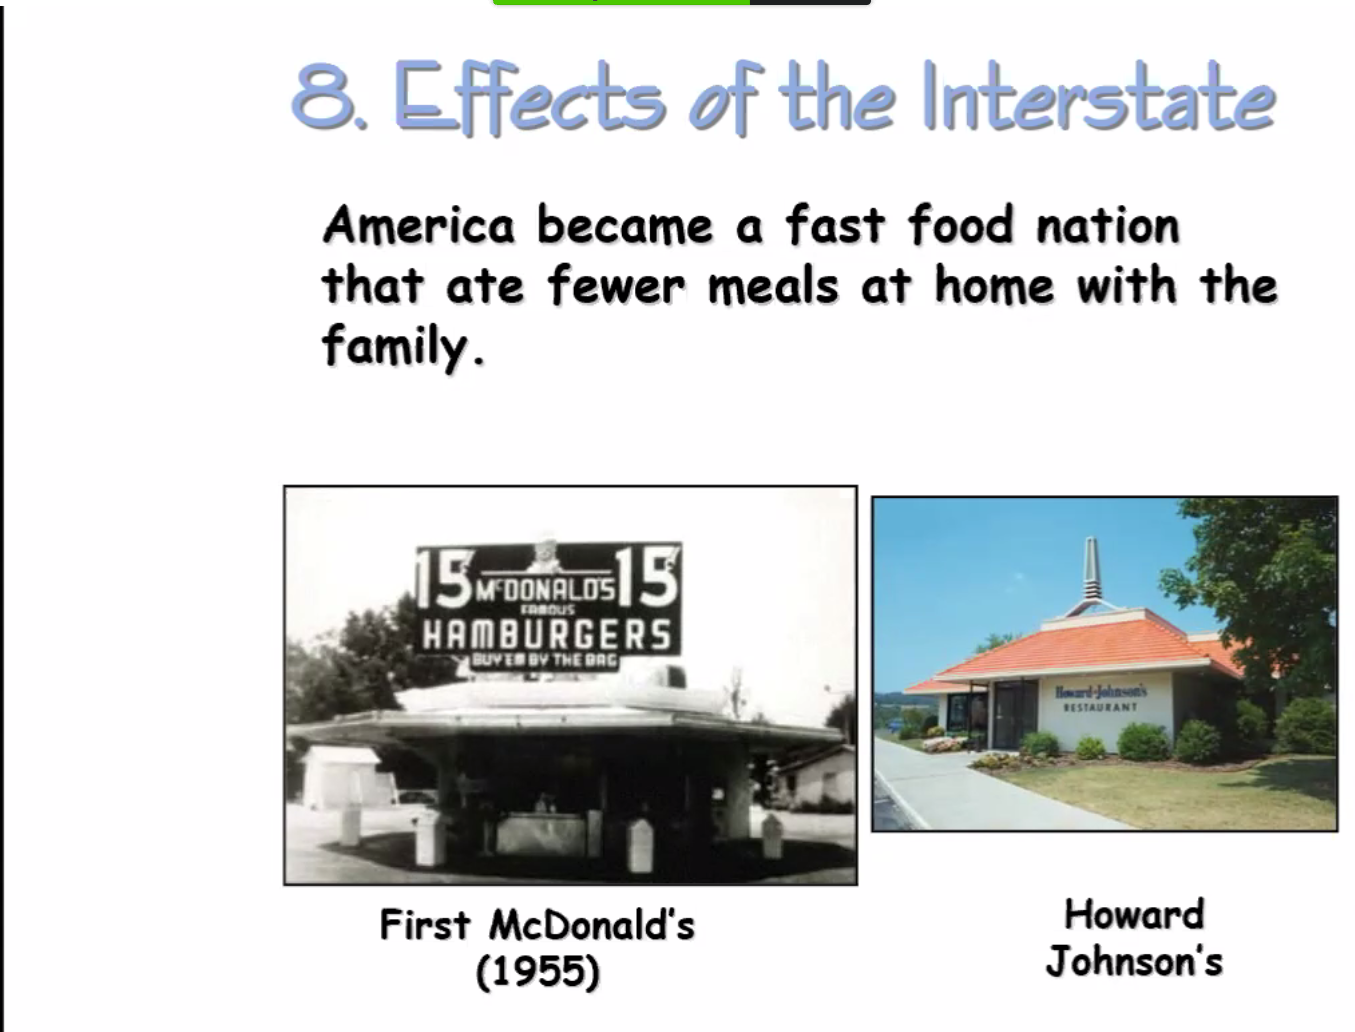 8. Effects of the Interstate
America became a fast food nation
that ate fewer meals at home with the
family.
15¢ McDONALD'S 15¢
FAMOUS
HAMBURGERS
BUY'EM BY THE BAG
Howard Johnson's
RESTAURANT
First McDonald's
(1955)
Howard
Johnson's